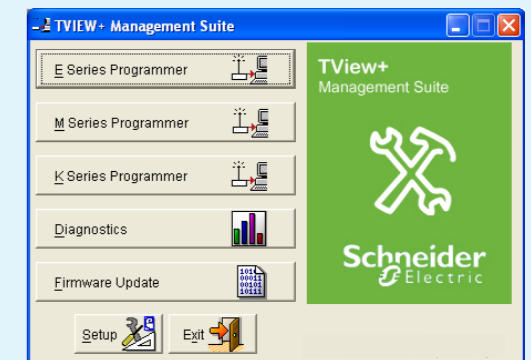 TVIEW+ Management Suite
E Series Programmer
M Series Programmer
K Series Programmer
Diagnostics
Firmware Update
Setup
Exit
TView+
Management Suite
Schneider
Electric